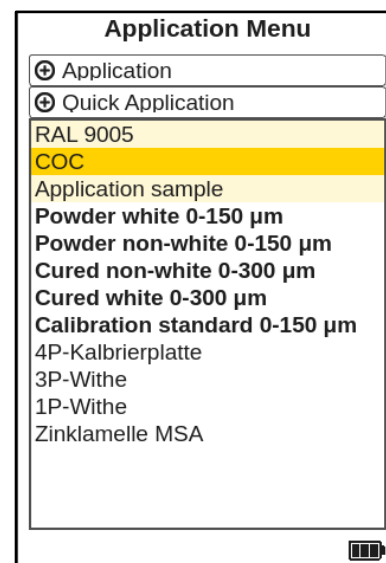 Application Menu
Application
Quick Application
RAL 9005
COC
Application sample
Powder white 0-150 μm
Powder non-white 0-150 μm
Cured non-white 0-300 μm
Cured white 0-300 μm
Calibration standard 0-150 μm
4P-Kalbrierplatte
3P-Withe
1P-Withe
Zinklamelle MSA